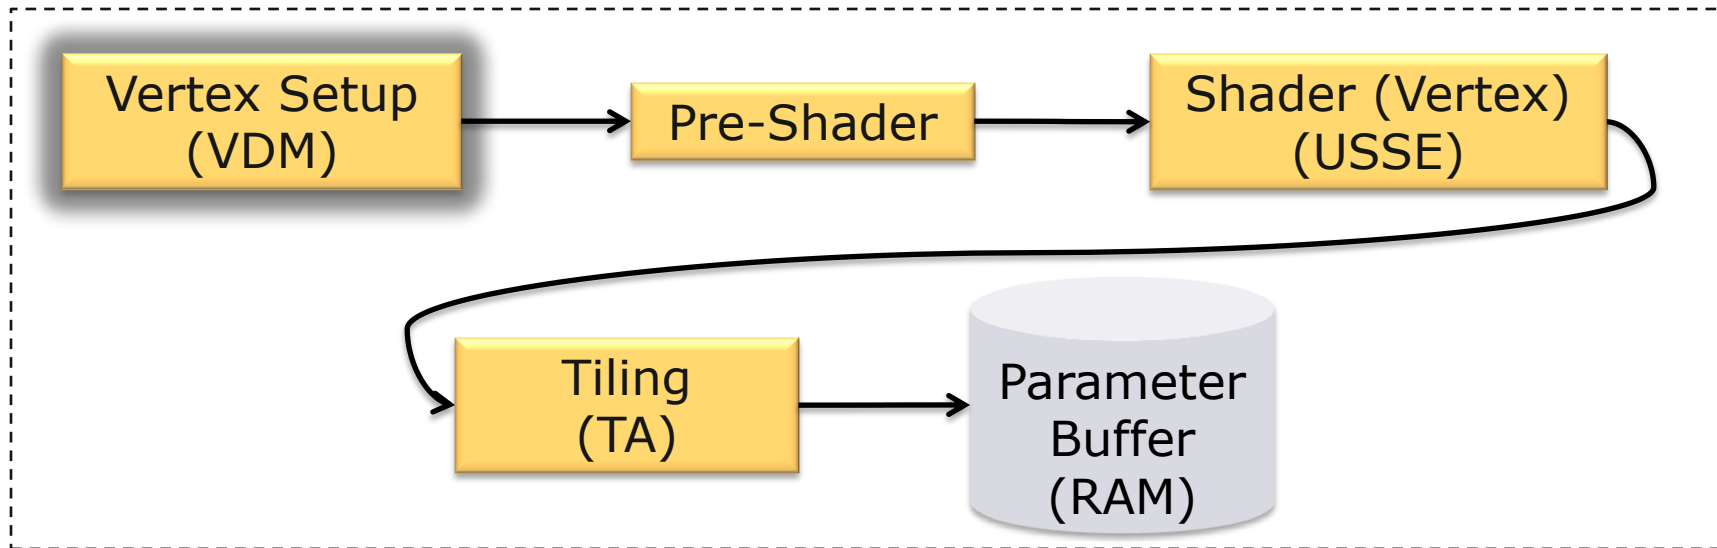 Vertex Setup
(VDM)
Pre-Shader
Shader (Vertex)
(USSE)
Tiling
(TA)
Parameter
Buffer
(RAM)